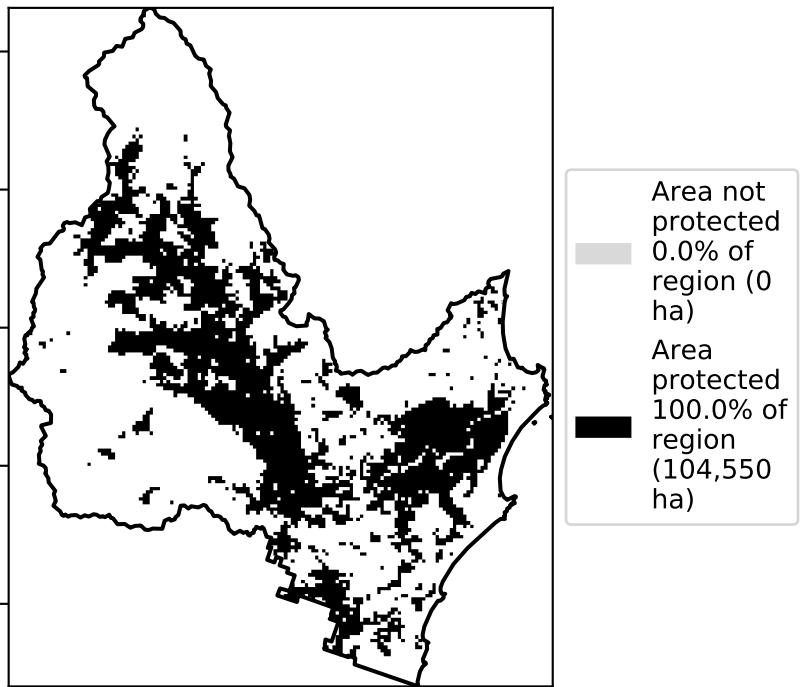 Area not
protected
0.0% of
region (0
ha)
Area
protected
100.0% of
region
(104,550
ha)